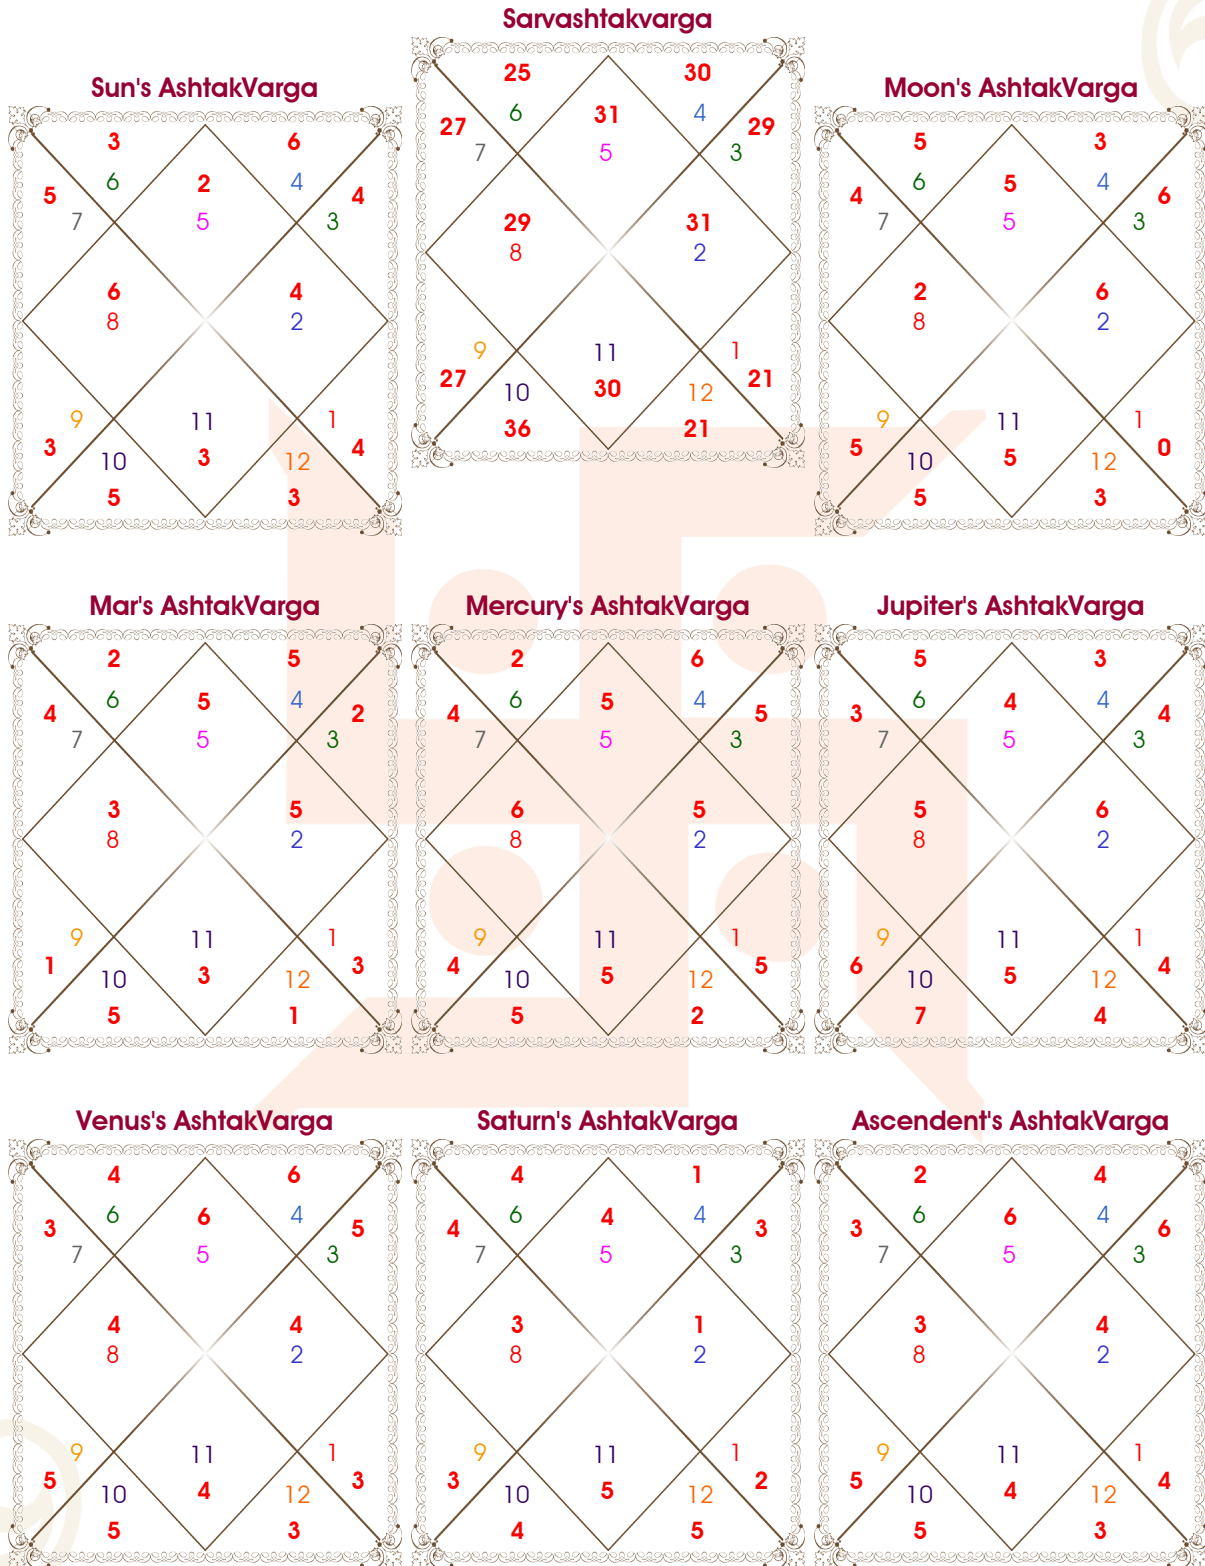 Sarvashtakvarga
25 30
6 31 4
27 29
7 5 3
29 31
8 2
9 11 1
27 30 21
10 12
36 21
Sun's AshtakVarga
3 6
6 2 4
5 4
7 5 3
6 4
8 2
9 11 1
3 3 4
10 12
5 3
Moon's AshtakVarga
5 3
6 5 4
4 6
7 5 3
2 6
8 2
9 11 1
5 5 0
10 12
5 3
Mar's AshtakVarga
2 5
6 5 4
4 2
7 5 3
3 5
8 2
9 11 1
1 3 3
10 12
5 1
Mercury's AshtakVarga
2 6
6 5 4
4 5
7 5 3
6 5
8 2
9 11 1
4 5 5
10 12
5 2
Jupiter's AshtakVarga
5 3
6 4 4
3 4
7 5 3
5 6
8 2
9 11 1
6 5 4
10 12
7 4
Venus's AshtakVarga
4 6
6 6 4
3 5
7 5 3
4 4
8 2
9 11 1
5 4 3
10 12
5 3
Saturn's AshtakVarga
4 1
6 4 4
4 3
7 5 3
3 1
8 2
9 11 1
3 5 2
10 12
4 5
Ascendent's AshtakVarga
2 4
6 6 4
3 6
7 5 3
3 4
8 2
9 11 1
5 4 4
10 12
5 3